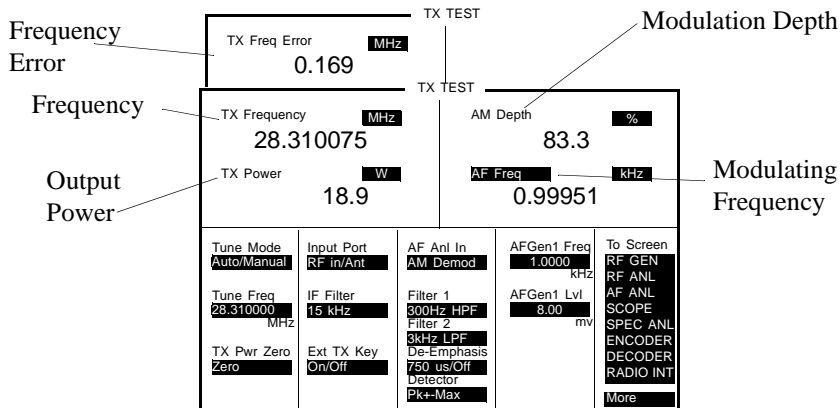 TX TEST
Frequency
Error
TX Freq Error
MHz
0.169
Modulation Depth
TX TEST
Frequency
TX Frequency
MHz
28.310075
AM Depth
%
83.3
Output
Power
TX Power
W
18.9
AF Freq
kHz
0.99951
Modulating
Frequency
Tune Mode
Auto/Manual
Input Port
RF in/Ant
AF Anl In
AM Demod
AFGen1 Freq
1.0000
kHz
To Screen
RF GEN
RF ANL
AF ANL
SCOPE
SPEC ANL
ENCODER
DECODER
RADIO INT
More
Tune Freq
28.310000
MHz
IF Filter
15 kHz
Filter 1
300Hz HPF
Filter 2
3kHz LPF
AFGen1 Lvl
8.00
mv
TX Pwr Zero
Zero
Ext TX Key
On/Off
De-Emphasis
750 us/Off
Detector
Pk+-Max